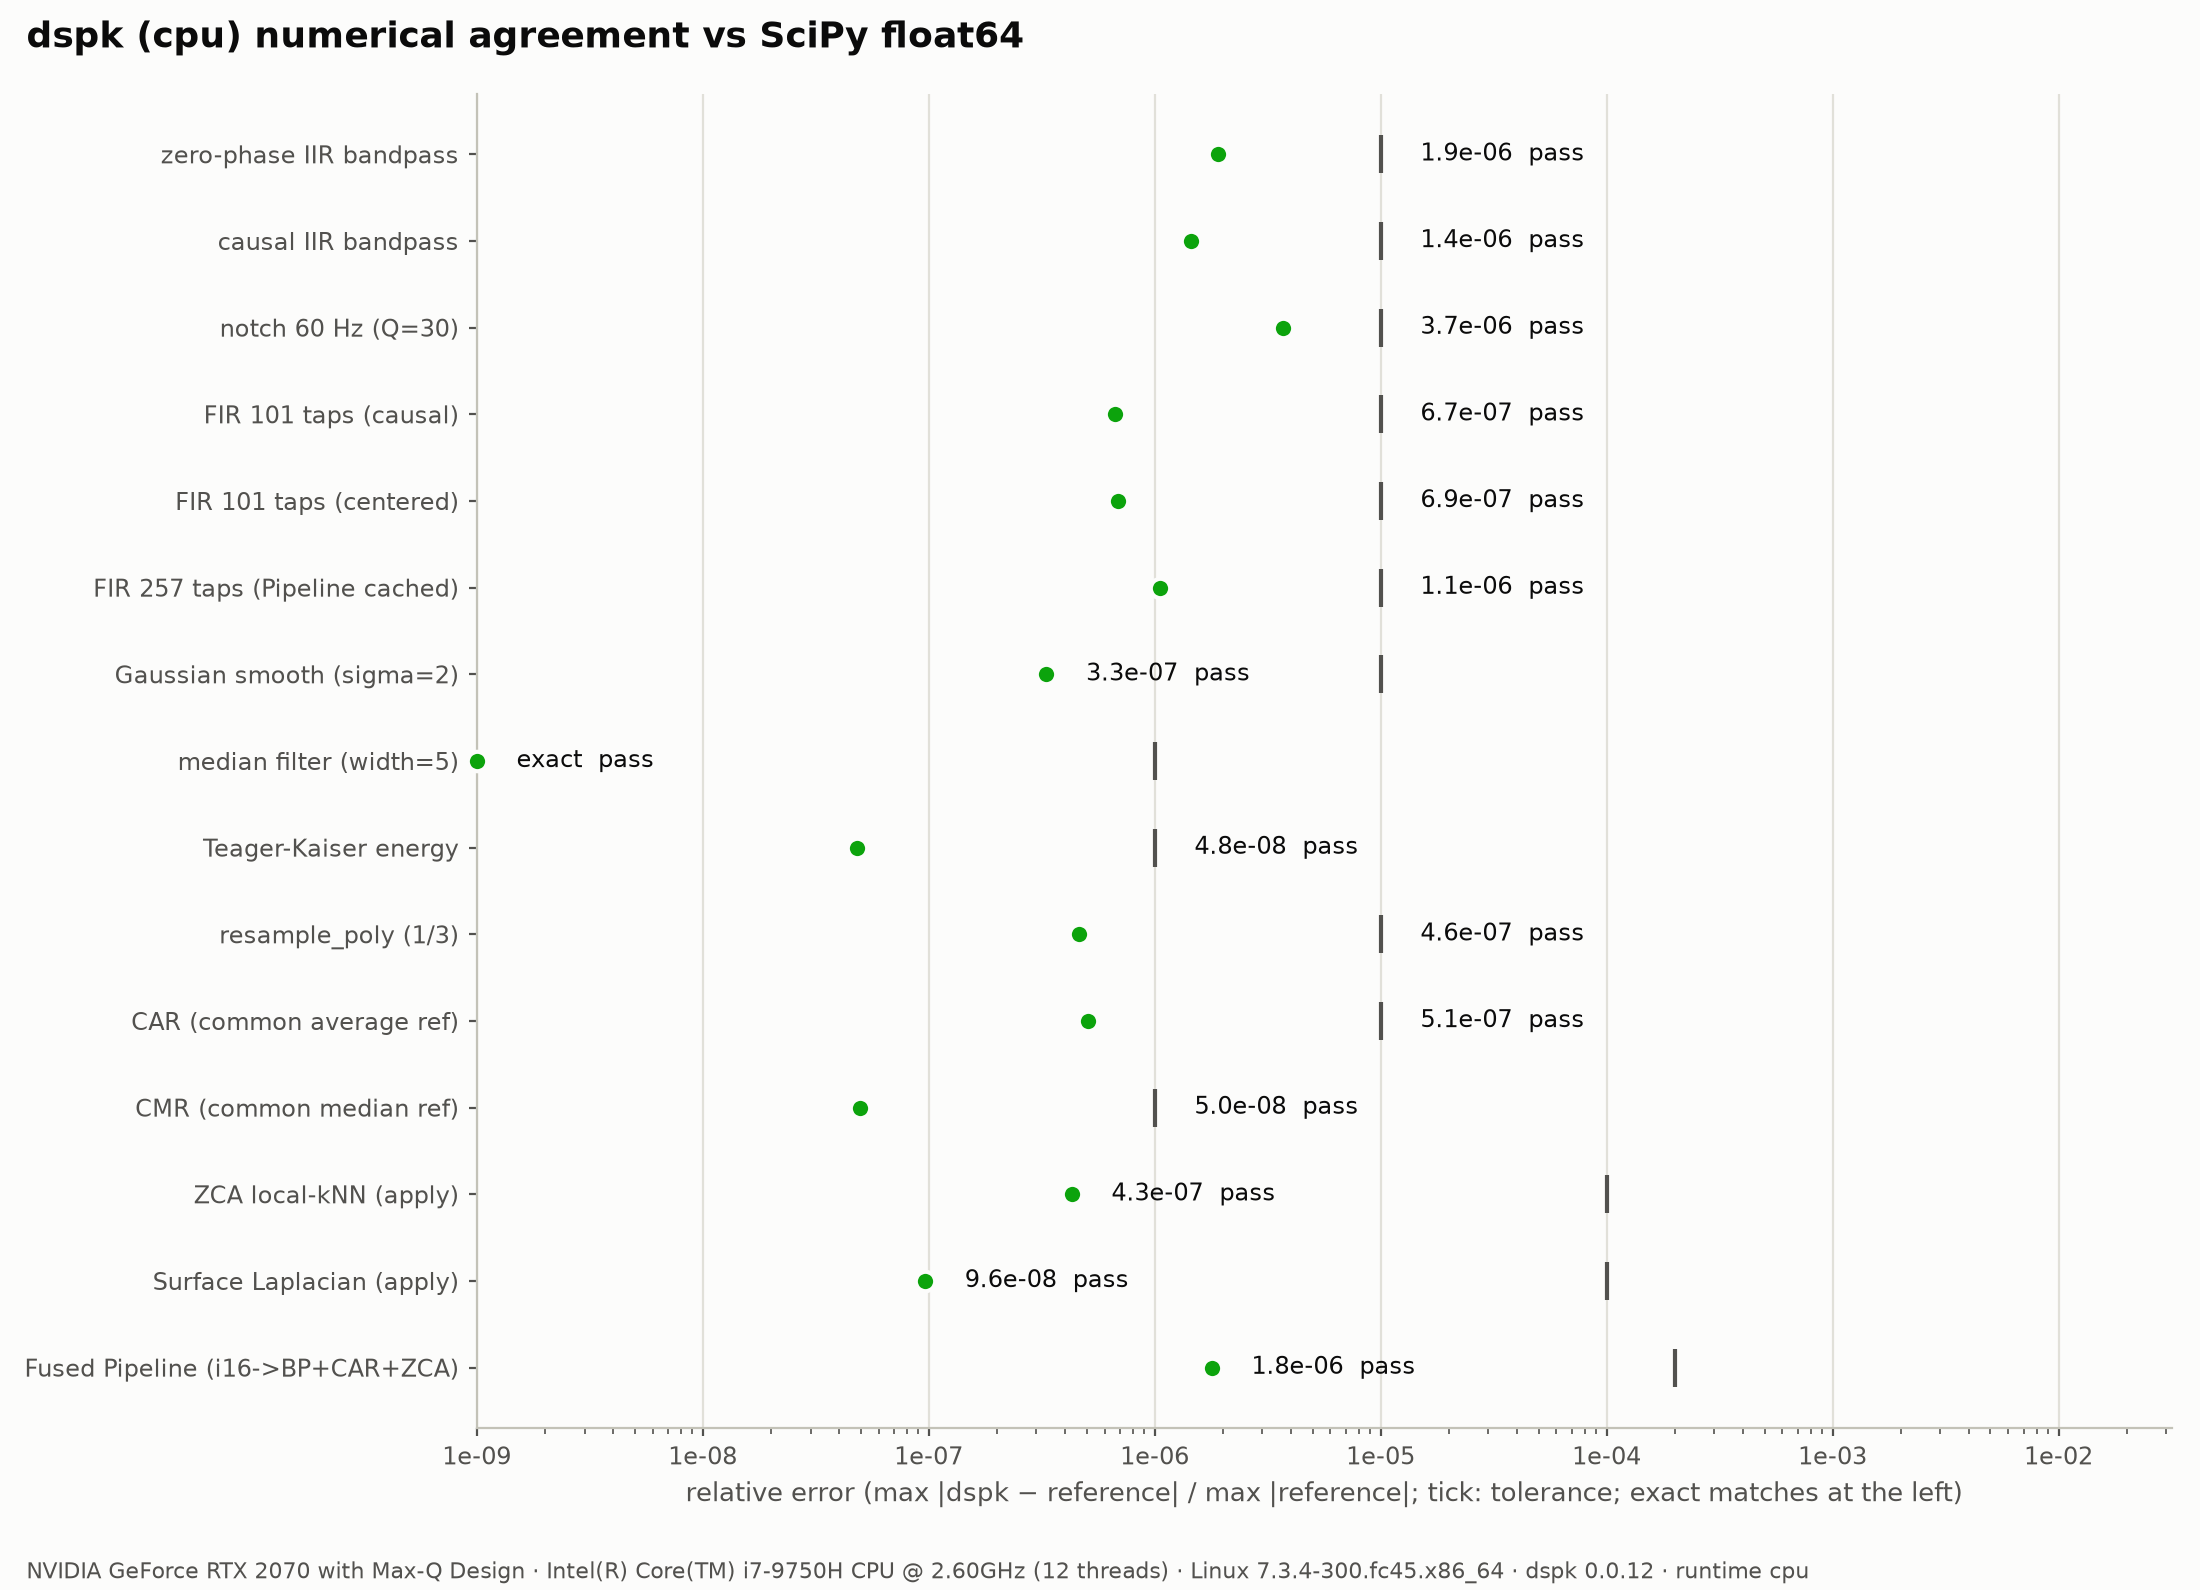 dspk (cpu) numerical agreement vs SciPy float64
zero-phase IIR bandpass 1.9e-06 pass
causal IIR bandpass 1.4e-06 pass
notch 60 Hz (Q=30) 3.7e-06 pass
FIR 101 taps (causal) 6.7e-07 pass
FIR 101 taps (centered) 6.9e-07 pass
FIR 257 taps (Pipeline cached) 1.1e-06 pass
Gaussian smooth (sigma=2) 3.3e-07 pass
median filter (width=5) exact pass
Teager-Kaiser energy 4.8e-08 pass
resample_poly (1/3) 4.6e-07 pass
CAR (common average ref) 5.1e-07 pass
CMR (common median ref) 5.0e-08 pass
ZCA local-kNN (apply) 4.3e-07 pass
Surface Laplacian (apply) 9.6e-08 pass
Fused Pipeline (i16->BP+CAR+ZCA) 1.8e-06 pass
1e-09 1e-08 1e-07 1e-06 1e-05 1e-04 1e-03 1e-02
relative error (max |dspk − reference| / max |reference|; tick: tolerance; exact matches at the left)
NVIDIA GeForce RTX 2070 with Max-Q Design · Intel(R) Core(TM) i7-9750H CPU @ 2.60GHz (12 threads) · Linux 7.3.4-300.fc45.x86_64 · dspk 0.0.12 · runtime cpu